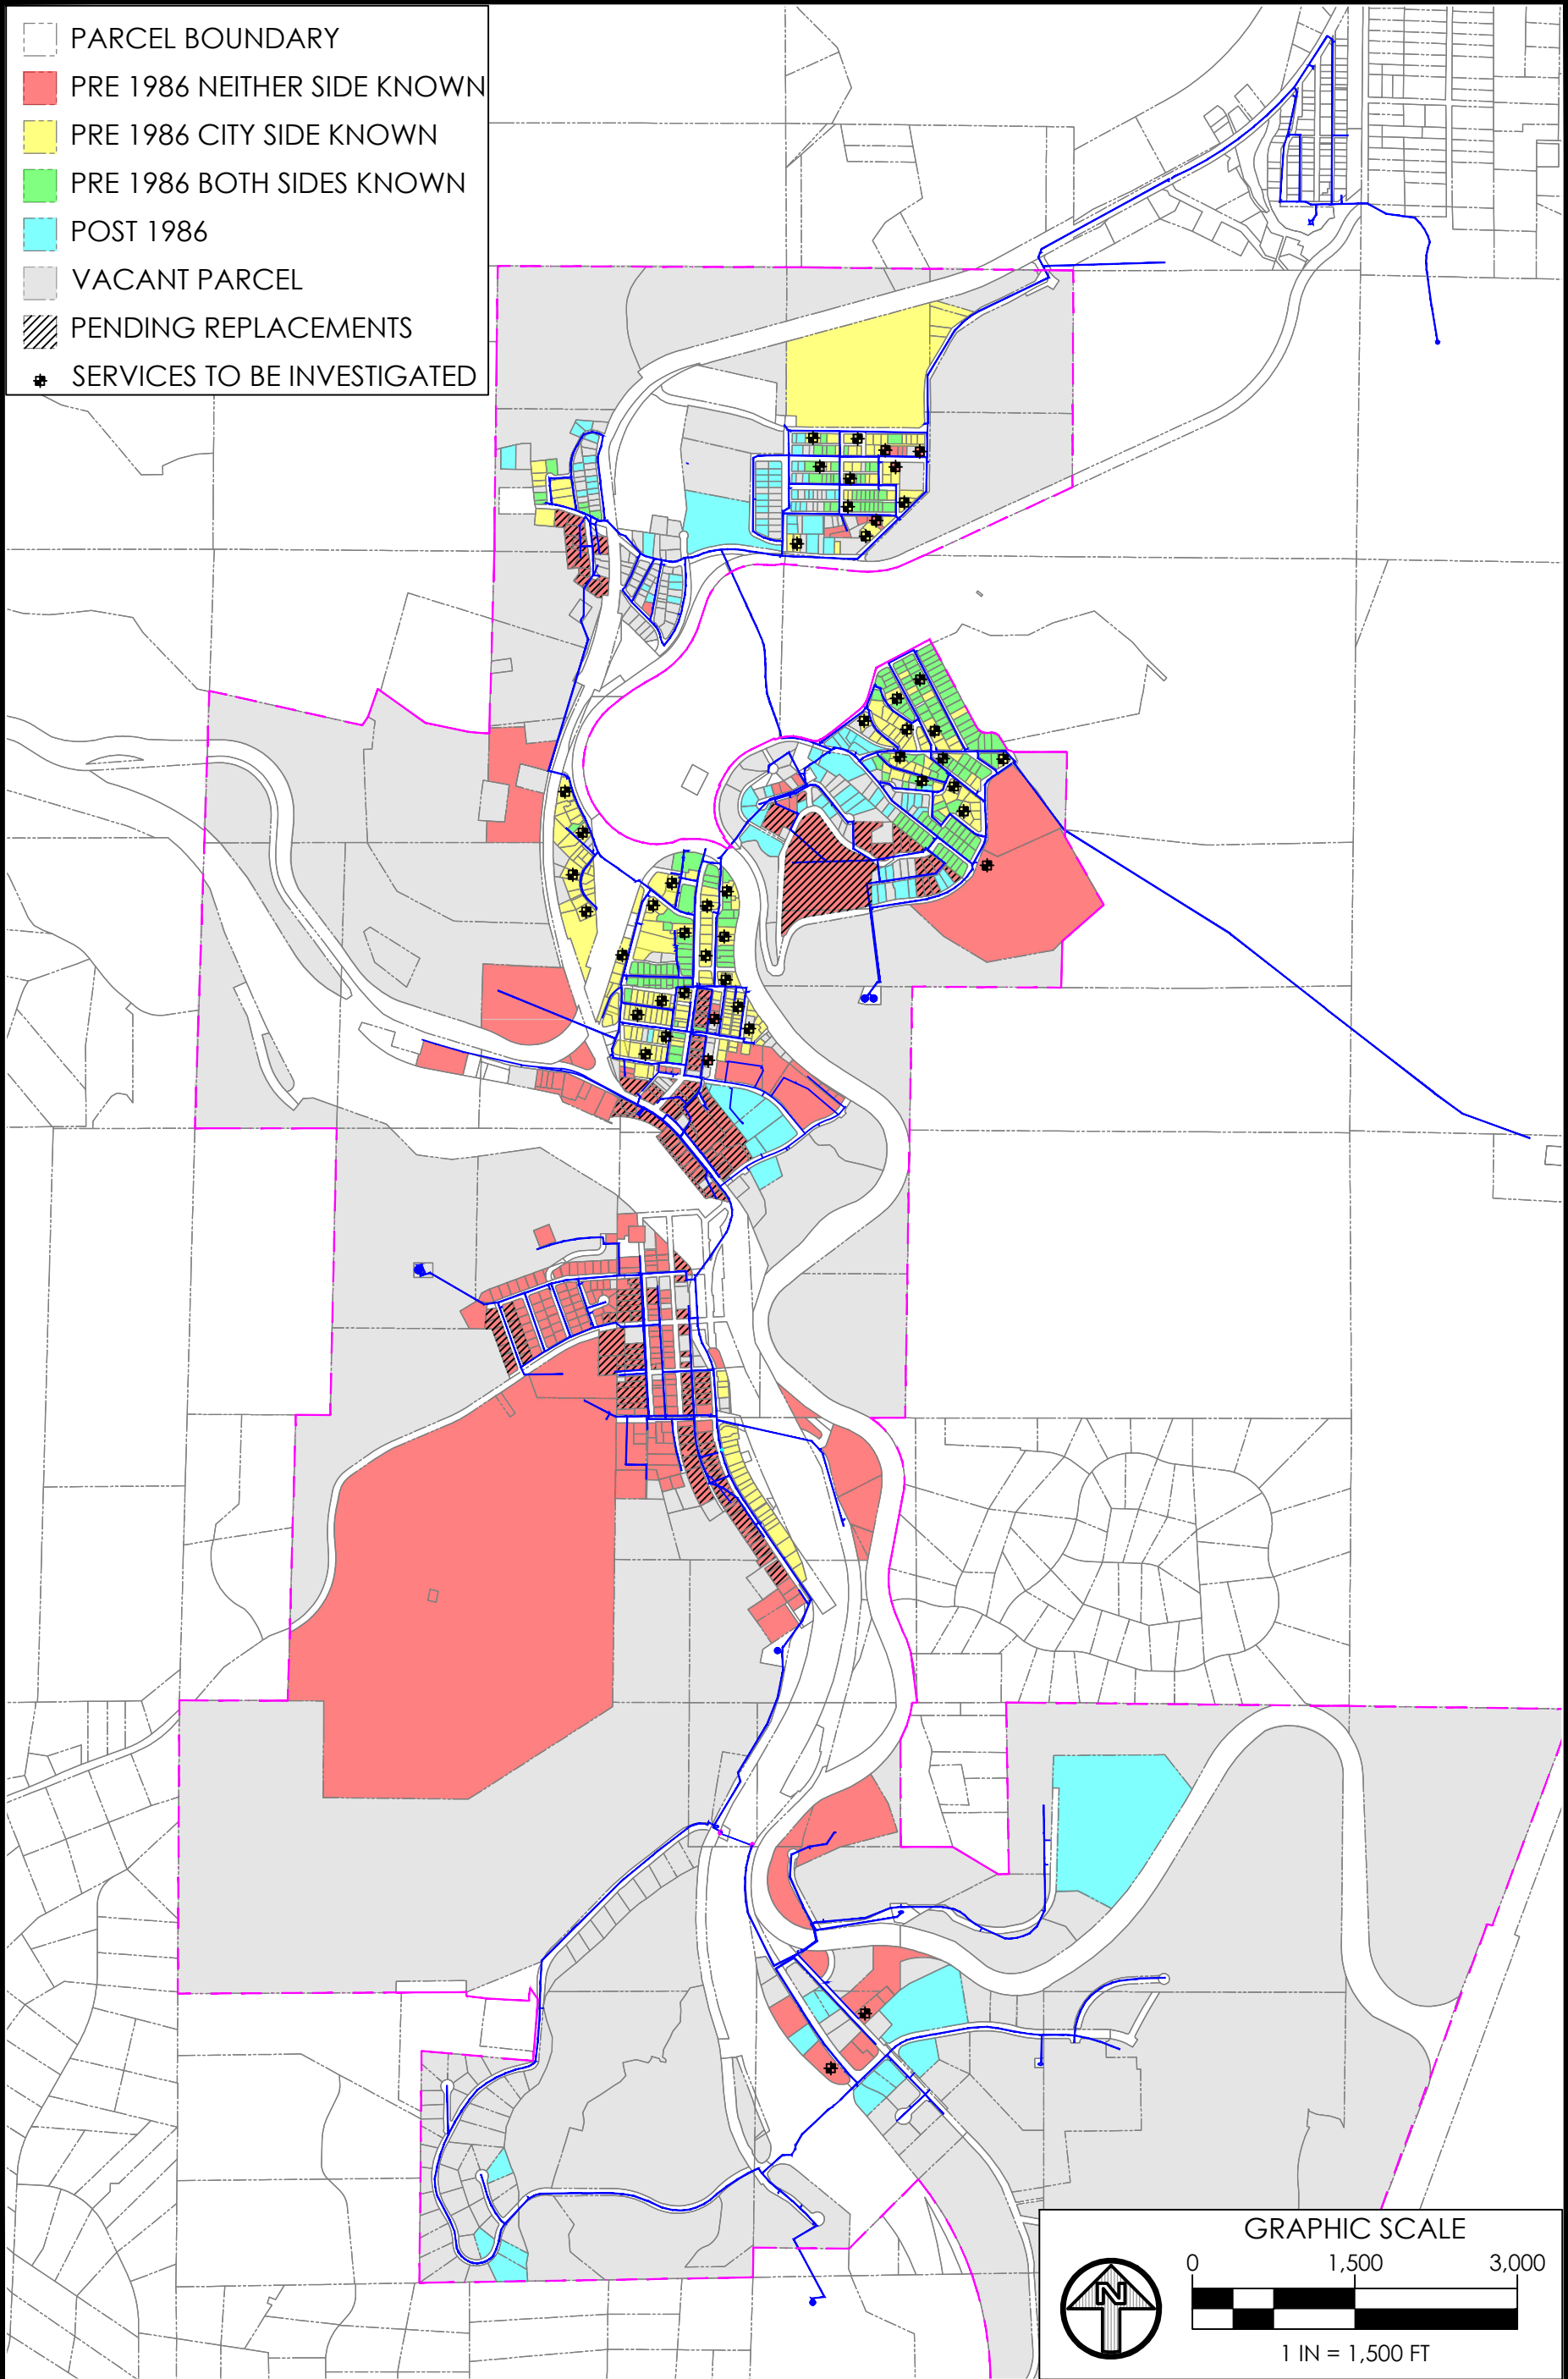 PARCEL BOUNDARY
PRE 1986 NEITHER SIDE KNOWN
PRE 1986 CITY SIDE KNOWN
PRE 1986 BOTH SIDES KNOWN
POST 1986
VACANT PARCEL
PENDING REPLACEMENTS
SERVICES TO BE INVESTIGATED
GRAPHIC SCALE
0 1,500 3,000
N
1 IN = 1,500 FT